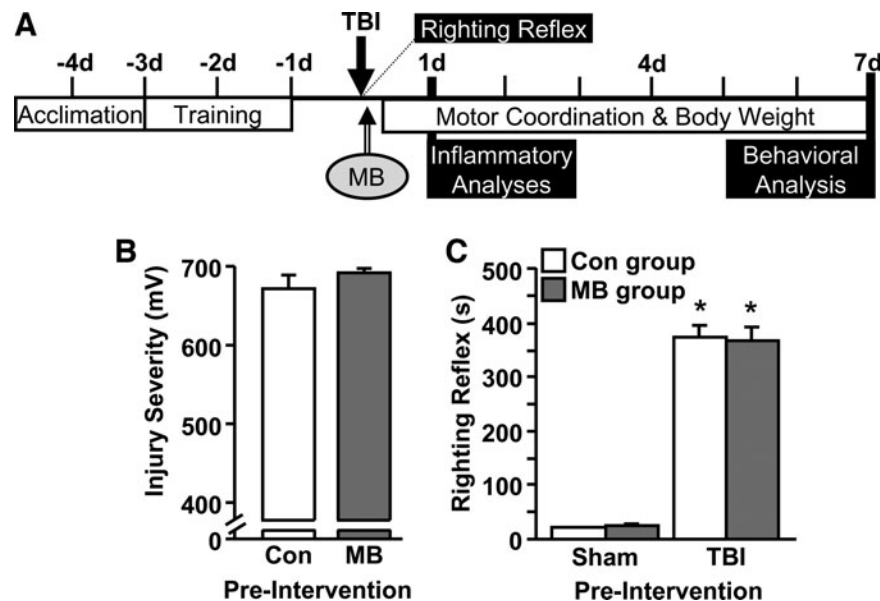 A
TBI
Righting Reflex
-4d -3d -2d -1d 1d 4d 7d
Acclimation Training Motor Coordination & Body Weight
MB
Inflammatory
Analyses
Behavioral
Analysis
B
Injury Severity (mV)
700
600
500
400
0
Con MB
Pre-Intervention
C
Con group
MB group
Righting Reflex (s)
500
400
300
200
100
0
* *
Sham TBI
Pre-Intervention